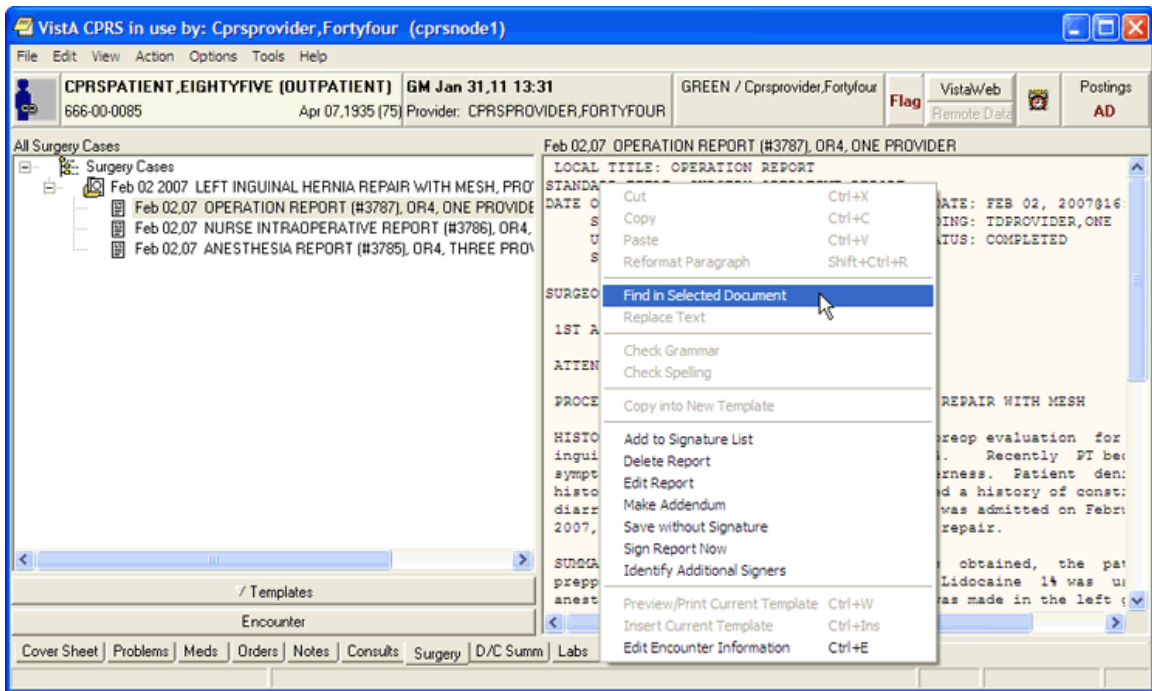 VistA CPRS in use by: Cprsprovider,Fortyfour (cprsnode1)
File Edit View Action Options Tools Help
CPRSPATIENT,EIGHTYFIVE (OUTPATIENT) GM Jan 31,11 13:31 GREEN / Cprsprovider,Fortyfour Flag VistaWeb Postings
666-00-0085 Apr 07,1935 (75) Provider: CPRSPROVIDER,FORTYFOUR Remote Data AD
All Surgery Cases Feb 02,07 OPERATION REPORT (#3787), OR4, ONE PROVIDER
Surgery Cases
Feb 02 2007 LEFT INGUINAL HERNIA REPAIR WITH MESH, PRO
Feb 02,07 OPERATION REPORT (#3787), OR4, ONE PROVIDE
Feb 02,07 NURSE INTRAOPERATIVE REPORT (#3786), OR4,
Feb 02,07 ANESTHESIA REPORT (#3785), OR4, THREE PRO
/ Templates
Encounter
LOCAL TITLE: OPERATION REPORT
DATE O ATE: FEB 02, 2007@16:
S ING: TDPROVIDER,ONE
U TUS: COMPLETED
S
SURGEO
1ST A
ATTEN
PROCE REPAIR WITH MESH
HISTO preop evaluation for
ingui . Recently PT bec
sympt rness. Patient deni
histo d a history of const
diarr was admitted on Febru
2007, repair.
SUMMA obtained, the pat
prepp Lidocaine 1% was us
anest was made in the left g
Cut Ctrl+X
Copy Ctrl+C
Paste Ctrl+V
Reformat Paragraph Shift+Ctrl+R
Find in Selected Document
Replace Text
Check Grammar
Check Spelling
Copy into New Template
Add to Signature List
Delete Report
Edit Report
Make Addendum
Save without Signature
Sign Report Now
Identify Additional Signers
Preview/Print Current Template Ctrl+W
Insert Current Template Ctrl+Ins
Edit Encounter Information Ctrl+E
Cover Sheet Problems Meds Orders Notes Consults Surgery D/C Summ Labs